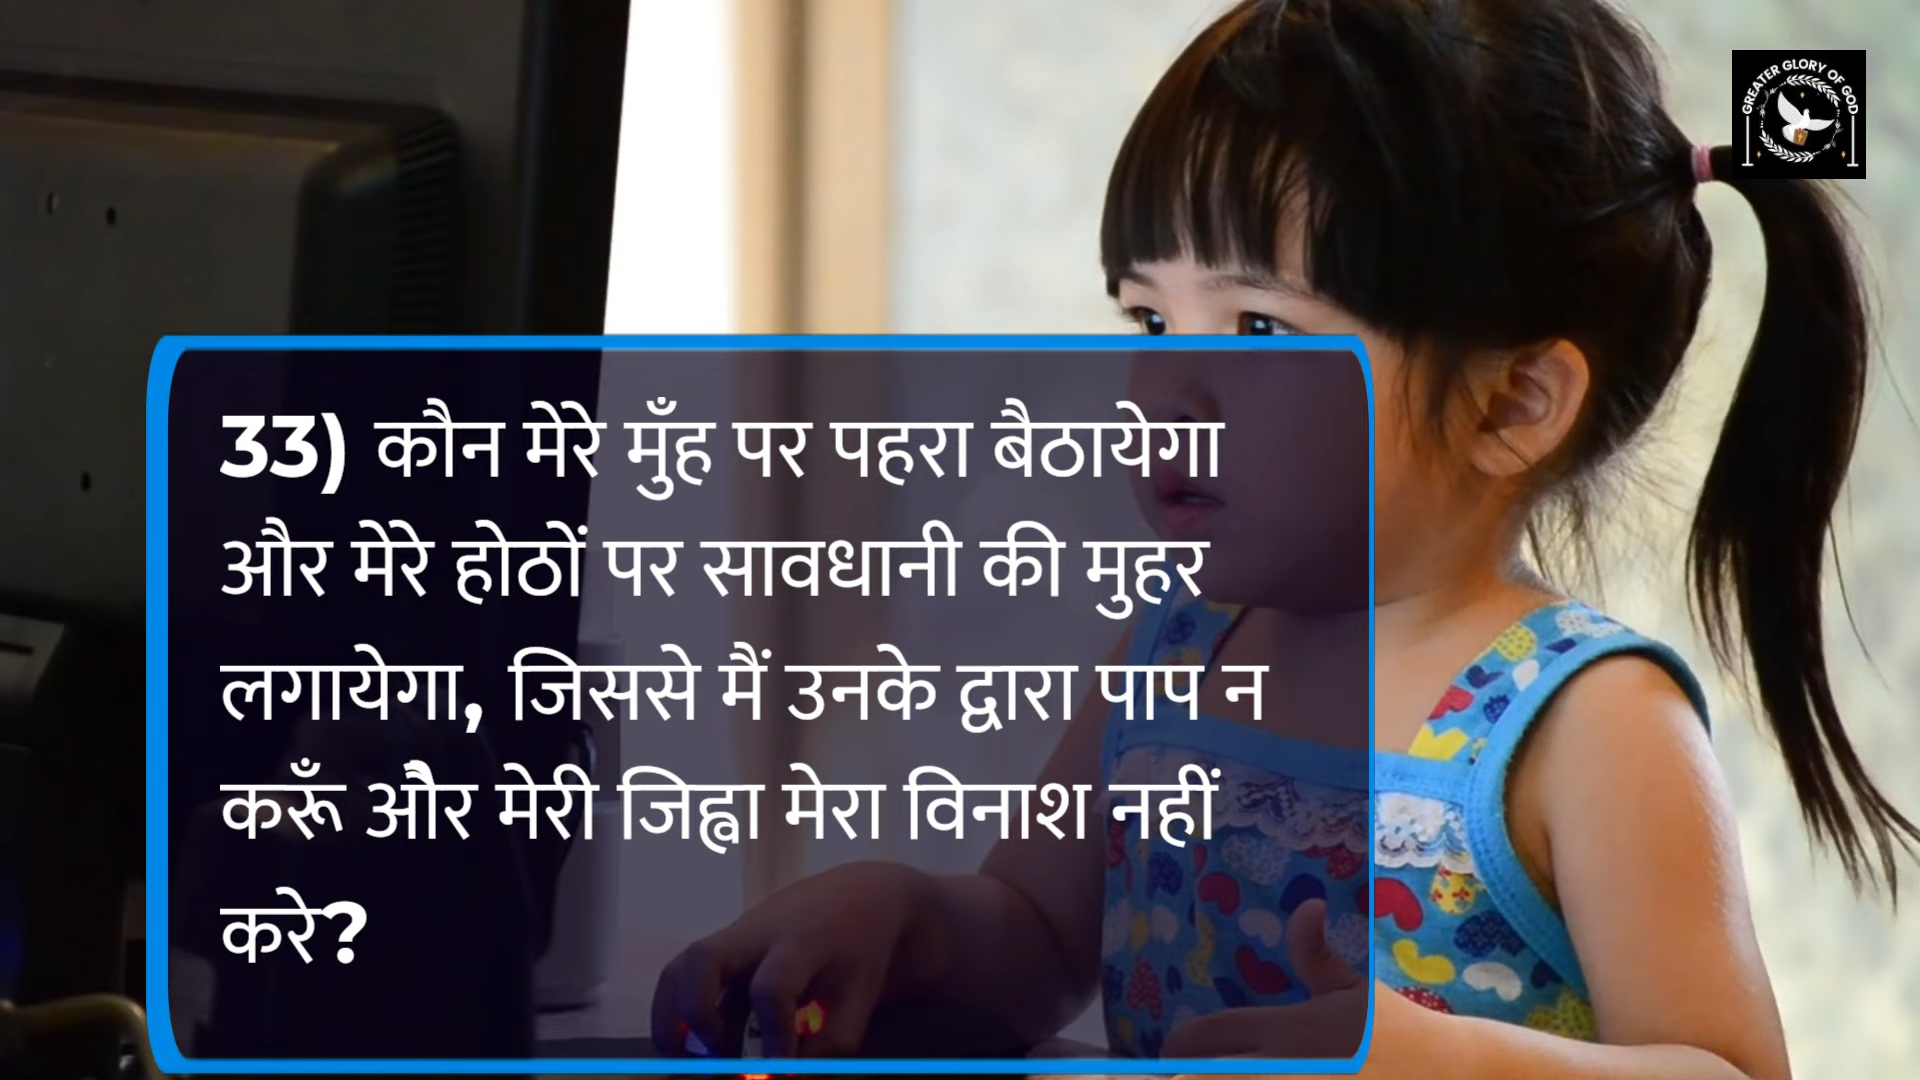 GREATER GLORY OF GOD
33) कौन मेरे मुँह पर पहरा बैठायेगा
और मेरे होठों पर सावधानी की मुहर
लगायेगा, जिससे मैं उनके द्वारा पाप न
करूँ और मेरी जिह्वा मेरा विनाश नहीं
करे?